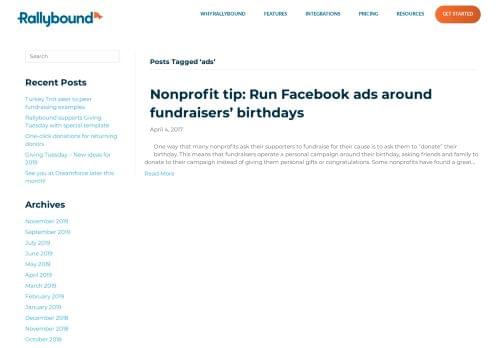 Rallybound
WHY RALLYBOUND FEATURES INTEGRATIONS PRICING RESOURCES GET STARTED
Search
Recent Posts
Turkey Trot peer to peer
fundraising examples
Rallybound supports Giving
Tuesday with special template
One-click donations for returning
donors
Giving Tuesday – New ideas for
2019
See you at Dreamforce later this
month!
Archives
November 2019
September 2019
July 2019
June 2019
May 2019
April 2019
March 2019
February 2019
January 2019
December 2018
November 2018
October 2018
Posts Tagged ‘ads’
Nonprofit tip: Run Facebook ads around
fundraisers’ birthdays
April 4, 2017
One way that many nonprofits ask their supporters to fundraise for their cause is to ask them to “donate” their
birthday. This means that fundraisers operate a personal campaign around their birthday, asking friends and family to
donate to their campaign instead of giving them personal gifts or congratulations. Some nonprofits have found a great...
Read More